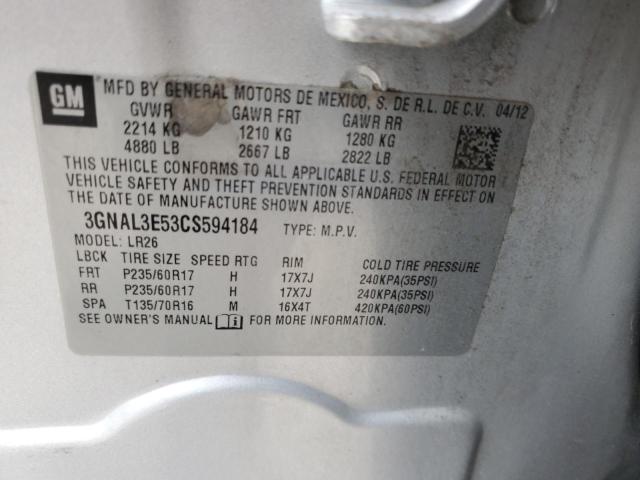 GM
MFD BY GENERAL MOTORS DE MEXICO, S. DE R.L. DE C.V. 04/12
GVWR GAWR FRT GAWR RR
2214 KG 1210 KG 1280 KG
4880 LB 2667 LB 2822 LB
THIS VEHICLE CONFORMS TO ALL APPLICABLE U.S. FEDERAL MOTOR
VEHICLE SAFETY AND THEFT PREVENTION STANDARDS IN EFFECT ON
THE DATE OF MANUFACTURE SHOWN ABOVE.
3GNAL3E53CS594184 TYPE: M.P.V.
MODEL: LR26
LBCK TIRE SIZE SPEED RTG RIM COLD TIRE PRESSURE
FRT P235/60R17 H 17X7J 240KPA(35PSI)
RR P235/60R17 H 17X7J 240KPA(35PSI)
SPA T135/70R16 M 16X4T 420KPA(60PSI)
SEE OWNER'S MANUAL FOR MORE INFORMATION.